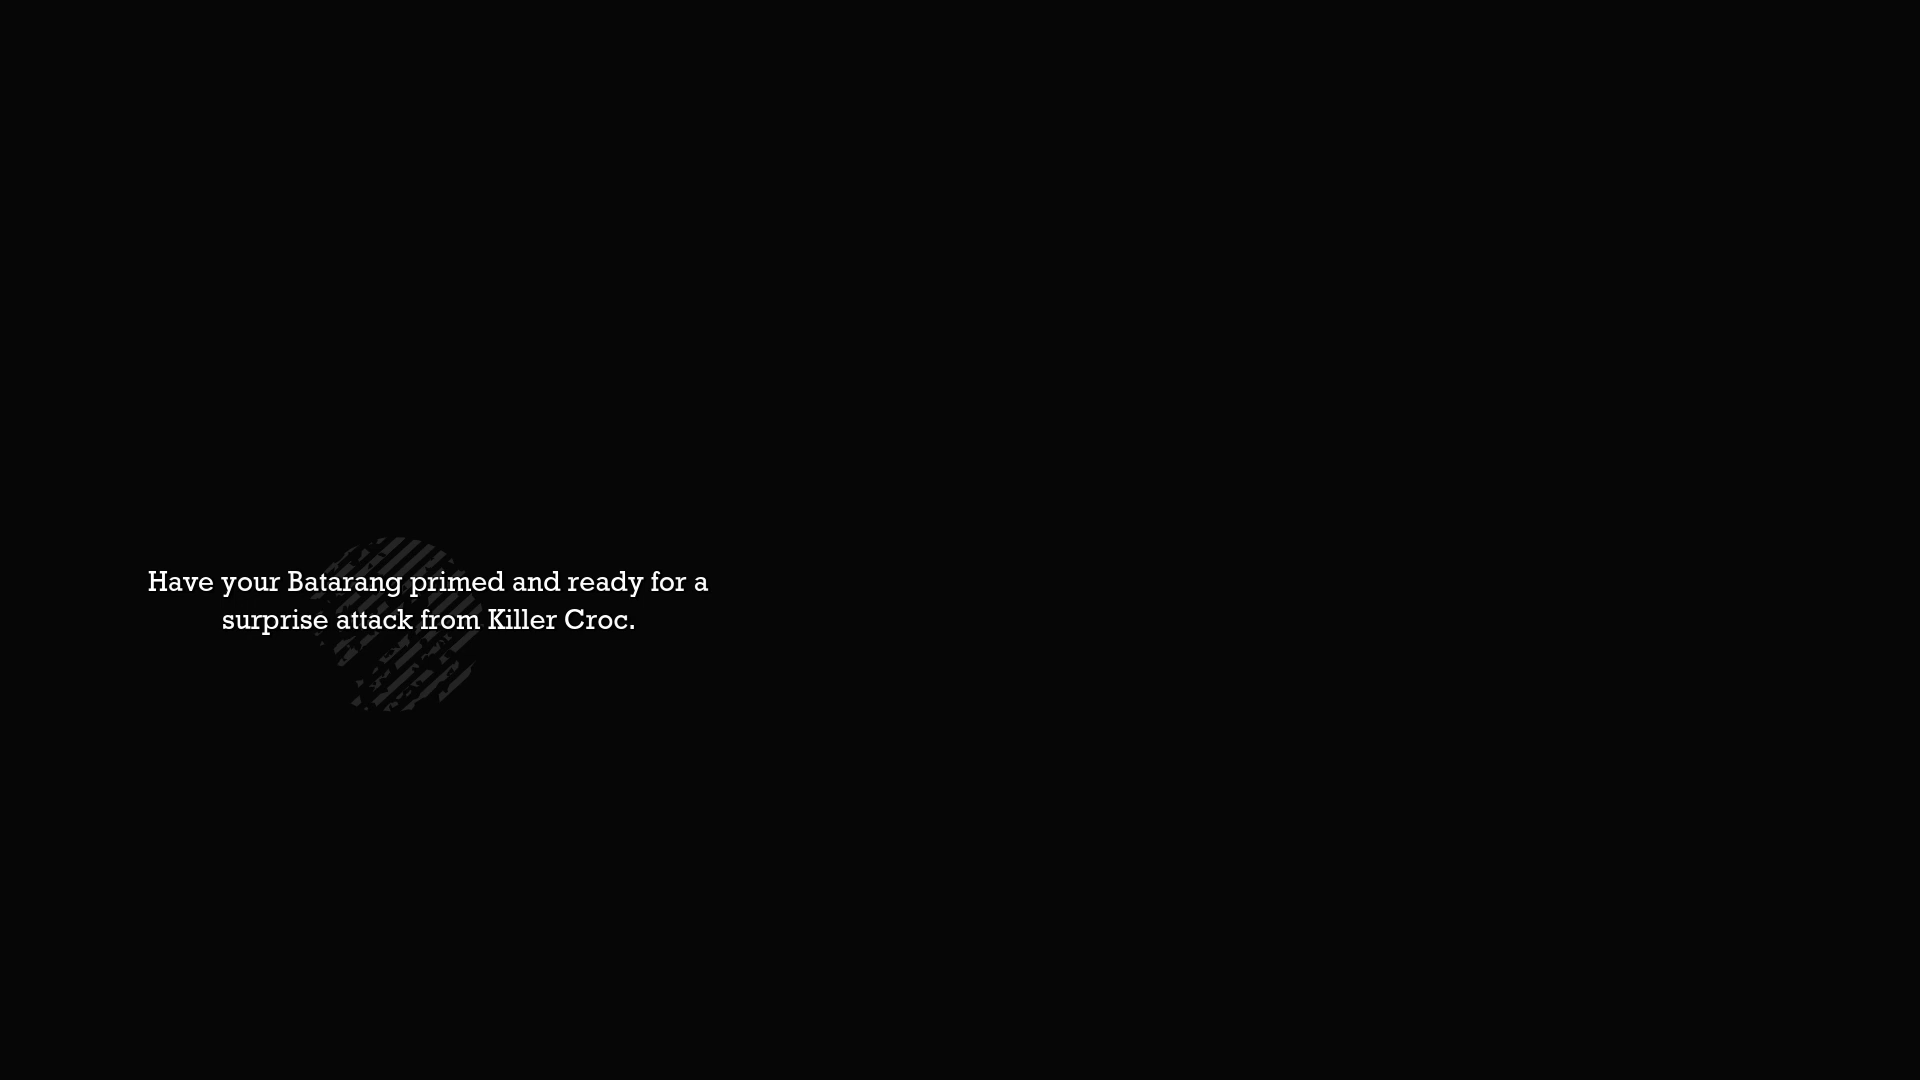 Have your Batarang primed and ready for a
surprise attack from Killer Croc.